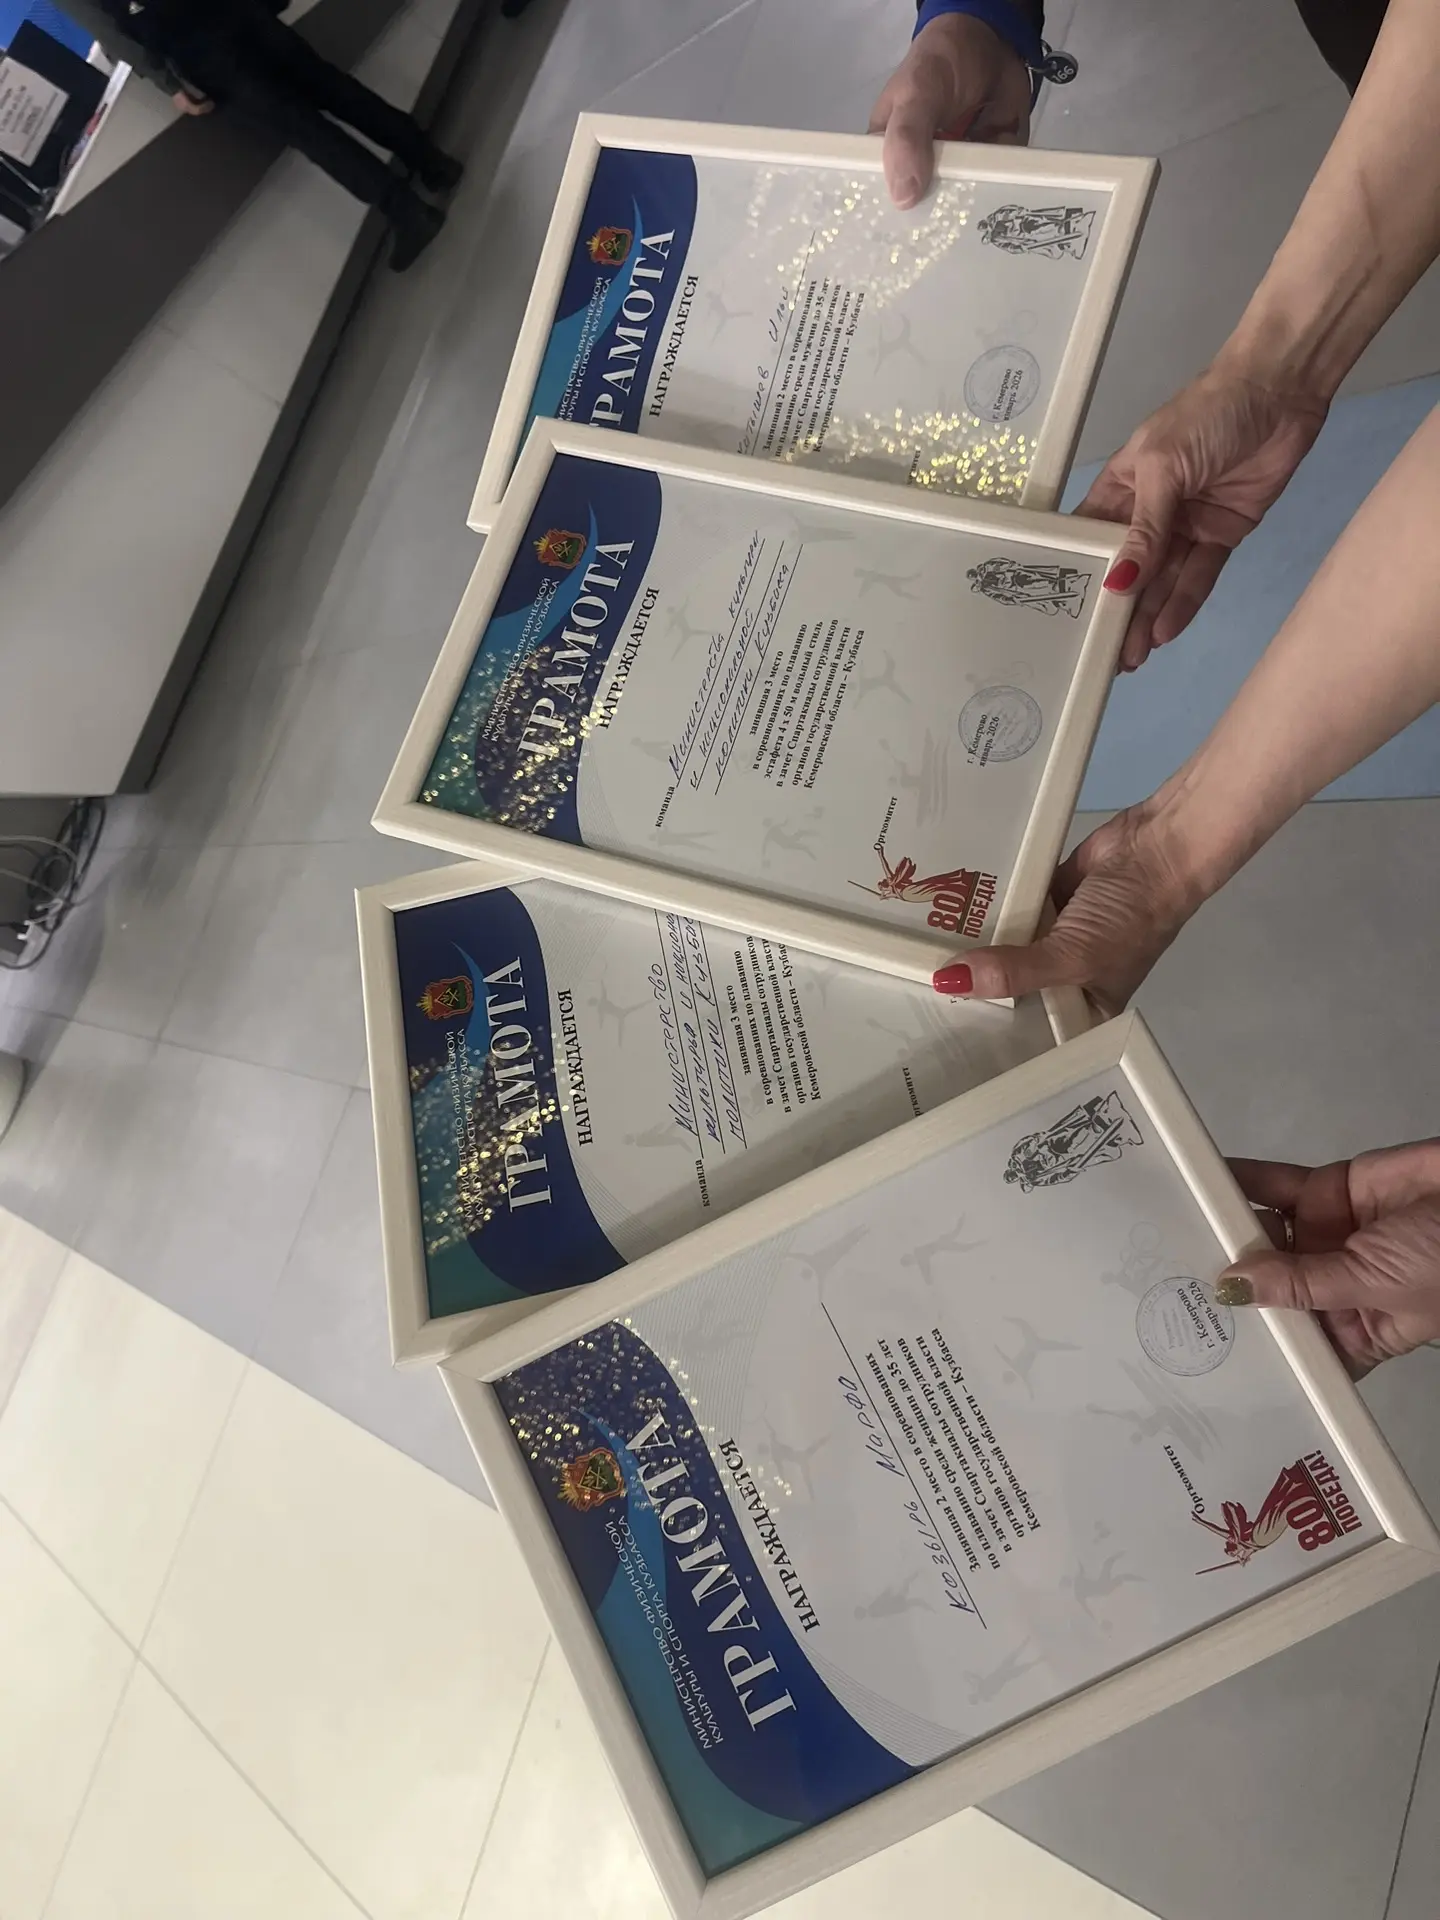 МИНИСТЕРСТВО ФИЗИЧЕСКОЙ
КУЛЬТУРЫ И СПОРТА КУЗБАССА
ГРАМОТА
НАГРАЖДАЕТСЯ
Илья
Занявший 2 место в соревнованиях
по плаванию среди мужчин до 35 лет
в зачет Спартакиады сотрудников
органов государственной власти
Кемеровской области – Кузбасса
г. Кемерово
январь 2026
МИНИСТЕРСТВО ФИЗИЧЕСКОЙ
КУЛЬТУРЫ И СПОРТА КУЗБАССА
ГРАМОТА
НАГРАЖДАЕТСЯ
команда Министерства культуры
и национальной
политики Кузбасса
занявшая 3 место
в соревнованиях по плаванию
эстафета 4 х 50 м вольный стиль
в зачет Спартакиады сотрудников
органов государственной власти
Кемеровской области – Кузбасса
Оргкомитет
г. Кемерово
январь 2026
80
ПОБЕДА!
МИНИСТЕРСТВО ФИЗИЧЕСКОЙ
КУЛЬТУРЫ И СПОРТА КУЗБАССА
ГРАМОТА
НАГРАЖДАЕТСЯ
команда Министерство
культуры и национ
политики Кузбас
занявшая 3 место
в соревнованиях по плаванию
в зачет Спартакиады сотрудников
органов государственной власти
Кемеровской области – Кузбас
Оргкомитет
МИНИСТЕРСТВО ФИЗИЧЕСКОЙ
КУЛЬТУРЫ И СПОРТА КУЗБАССА
ГРАМОТА
НАГРАЖДАЕТСЯ
Козырь Марфа
Занявшая 2 место в соревнованиях
по плаванию среди женщин до 35 лет
в зачет Спартакиады сотрудников
органов государственной власти
Кемеровской области – Кузбасса
Оргкомитет
г. Кемерово
январь 2026
80
ПОБЕДА!
166